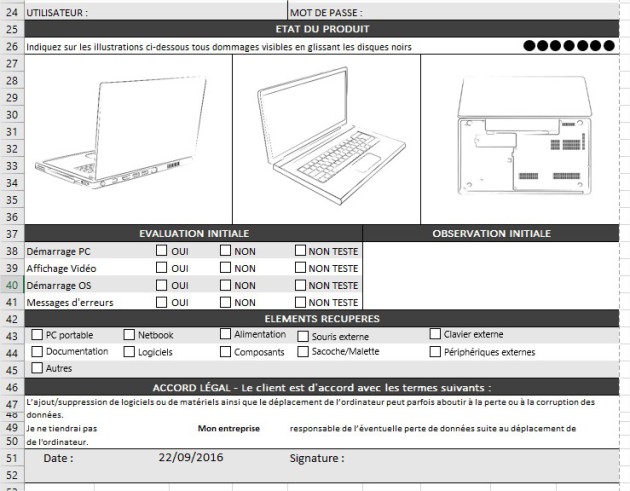 24 UTILISATEUR : MOT DE PASSE :
25 ETAT DU PRODUIT
26 Indiquez sur les illustrations ci-dessous tous dommages visibles en glissant les disques noirs
27
28
29
30
31
32
33
34
35
36
37 EVALUATION INITIALE OBSERVATION INITIALE
38 Démarrage PC OUI NON NON TESTE
39 Affichage Vidéo OUI NON NON TESTE
40 Démarrage OS OUI NON NON TESTE
41 Messages d'erreurs OUI NON NON TESTE
42 ELEMENTS RECUPERES
43 PC portable Netbook Alimentation Souris externe Clavier externe
44 Documentation Logiciels Composants Sacoche/Malette Périphériques externes
45 Autres
46 ACCORD LÉGAL - Le client est d'accord avec les termes suivants :
47 L'ajout/suppression de logiciels ou de matériels ainsi que le déplacement de l'ordinateur peut parfois aboutir à la perte ou à la corruption des
48 données.
49 Je ne tiendrai pas Mon entreprise responsable de l'éventuelle perte de données suite au déplacement de
50 de l'ordinateur.
51 Date : 22/09/2016 Signature :
52
53